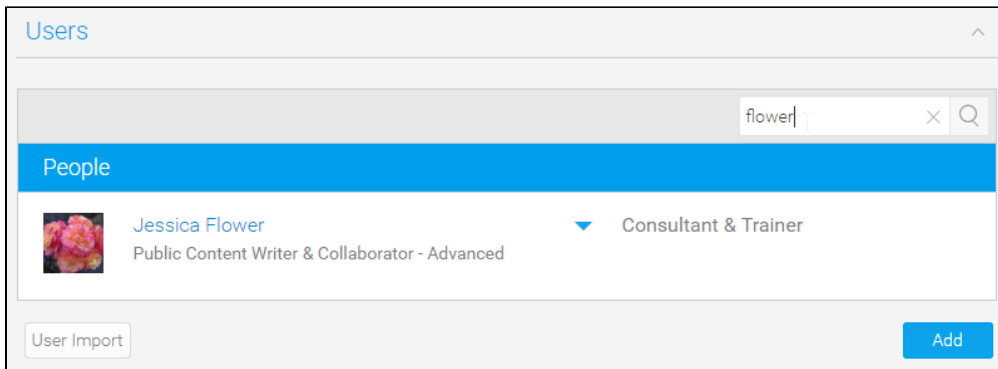 Users
flower
People
Jessica Flower
Consultant & Trainer
Public Content Writer & Collaborator - Advanced
User Import
Add